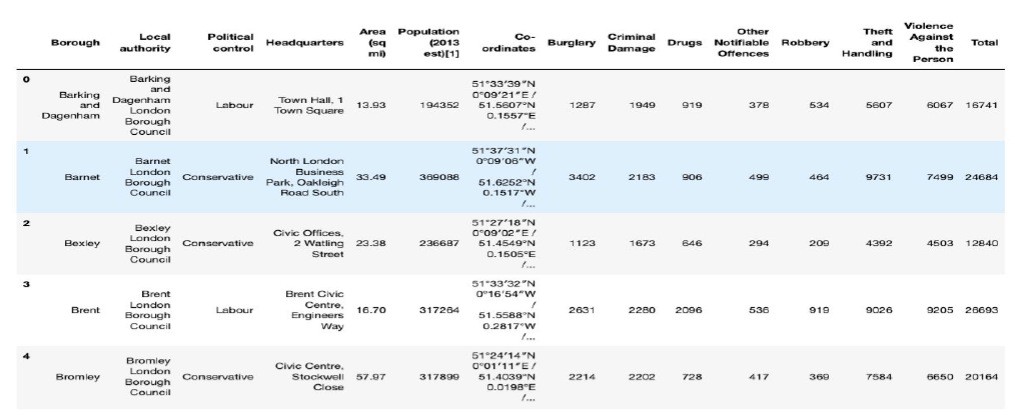 Borough
Local
authority
Political
control
Headquarters
Area
(sq
mi)
Population
(2013
est)[1]
Co-
ordinates
Burglary
Criminal
Damage
Drugs
Other
Notifiable
Offences
Robbery
Theft
and
Handling
Violence
Against
the
Person
Total
0
Barking
and
Dagenham
Barking
and
Dagenham
London
Borough
Council
Labour
Town Hall, 1
Town Square
13.93
194352
51°33′39″N
0°09′21″E /
51.5607°N
0.1557°E
/...
1287
1949
919
378
534
5607
6067
16741
1
Barnet
Barnet
London
Borough
Council
Conservative
North London
Business
Park, Oakleigh
Road South
33.49
369088
51°37′31″N
0°09′06″W
/
51.6252°N
0.1517°W
/...
3402
2183
906
499
464
9731
7499
24684
2
Bexley
Bexley
London
Borough
Council
Conservative
Civic Offices,
2 Watling
Street
23.38
236687
51°27′18″N
0°09′02″E /
51.4549°N
0.1505°E
/...
1123
1673
646
294
209
4392
4503
12840
3
Brent
Brent
London
Borough
Council
Labour
Brent Civic
Centre,
Engineers
Way
16.70
317264
51°33′32″N
0°16′54″W
/
51.5588°N
0.2817°W
/...
2631
2280
2096
536
919
9026
9205
26693
4
Bromley
Bromley
London
Borough
Council
Conservative
Civic Centre,
Stockwell
Close
57.97
317899
51°24′14″N
0°01′11″E /
51.4039°N
0.0198°E
/...
2214
2202
728
417
369
7584
6650
20164